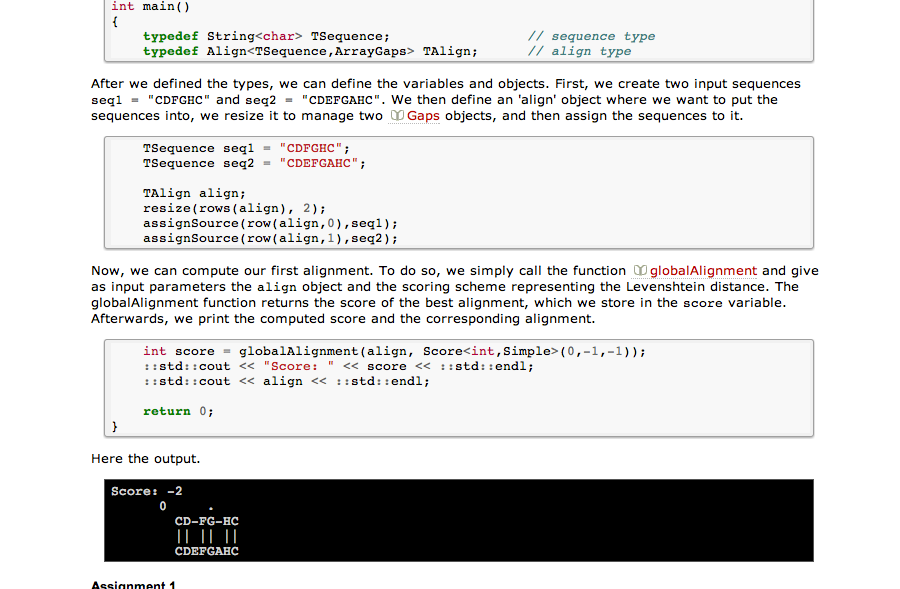 int main()
{
typedef String<char> TSequence; // sequence type
typedef Align<TSequence,ArrayGaps> TAlign; // align type
After we defined the types, we can define the variables and objects. First, we create two input sequences
seq1 = "CDFGHC" and seq2 = "CDEFGAHC". We then define an 'align' object where we want to put the
sequences into, we resize it to manage two Gaps objects, and then assign the sequences to it.
TSequence seq1 = "CDFGHC";
TSequence seq2 = "CDEFGAHC";
TAlign align;
resize(rows(align), 2);
assignSource(row(align,0),seq1);
assignSource(row(align,1),seq2);
Now, we can compute our first alignment. To do so, we simply call the function globalAlignment and give
as input parameters the align object and the scoring scheme representing the Levenshtein distance. The
globalAlignment function returns the score of the best alignment, which we store in the score variable.
Afterwards, we print the computed score and the corresponding alignment.
int score = globalAlignment(align, Score<int,Simple>(0,-1,-1));
::std::cout << "Score: " << score << ::std::endl;
::std::cout << align << ::std::endl;
return 0;
}
Here the output.
Score: -2
0 .
CD-FG-HC
|| || ||
CDEFGAHC
Assignment 1